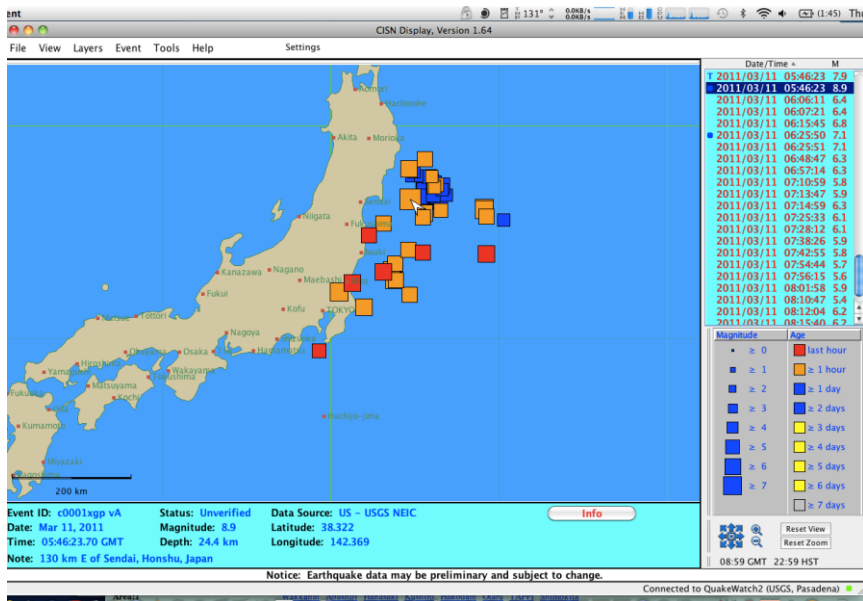 ent
131°
0.0KB/s
0.0KB/s
(1:45) Thu
CISN Display, Version 1.64
File View Layers Event Tools Help Settings
Date/Time M
T 2011/03/11 05:46:23 7.9
2011/03/11 05:46:23 8.9
2011/03/11 06:06:11 6.4
2011/03/11 06:07:21 6.4
2011/03/11 06:15:45 6.8
2011/03/11 06:25:50 7.1
2011/03/11 06:25:51 7.1
2011/03/11 06:48:47 6.3
2011/03/11 06:57:14 6.3
2011/03/11 07:10:59 5.8
2011/03/11 07:13:47 5.9
2011/03/11 07:14:59 6.3
2011/03/11 07:25:33 6.1
2011/03/11 07:28:12 6.1
2011/03/11 07:38:26 5.9
2011/03/11 07:42:55 5.8
2011/03/11 07:54:44 5.7
2011/03/11 07:56:15 5.6
2011/03/11 08:01:58 5.9
2011/03/11 08:10:47 5.4
2011/03/11 08:12:04 6.2
2011/03/11 08:15:40 6.2
Aomori
Hachinohe
Akita
Morioka
Sendai
Niigata
Fukushima
Iwaki
Kanazawa
Nagano
Maebashi
Fukui
Kofu
TOKYO
Matsue
Tottori
Nagoya
Shizuoka
Okayama
Osaka
Tsu
Hamamatsu
Hiroshima
Wakayama
Yamaguchi
Tokushima
Matsuyama
Fukuoka
Kochi
Oita
Hachijo-jima
Kumamoto
Miyazaki
Kagoshima
200 km
Magnitude Age
≥ 0 last hour
≥ 1 ≥ 1 hour
≥ 2 ≥ 1 day
≥ 3 ≥ 2 days
≥ 4 ≥ 3 days
≥ 5 ≥ 4 days
≥ 6 ≥ 5 days
≥ 7 ≥ 6 days
≥ 7 days
Event ID: c0001xgp vA Status: Unverified Data Source: US - USGS NEIC Info
Date: Mar 11, 2011 Magnitude: 8.9 Latitude: 38.322
Time: 05:46:23.70 GMT Depth: 24.4 km Longitude: 142.369
Note: 130 km E of Sendai, Honshu, Japan
Reset View
Reset Zoom
08:59 GMT 22:59 HST
Notice: Earthquake data may be preliminary and subject to change.
Connected to QuakeWatch2 (USGS, Pasadena)